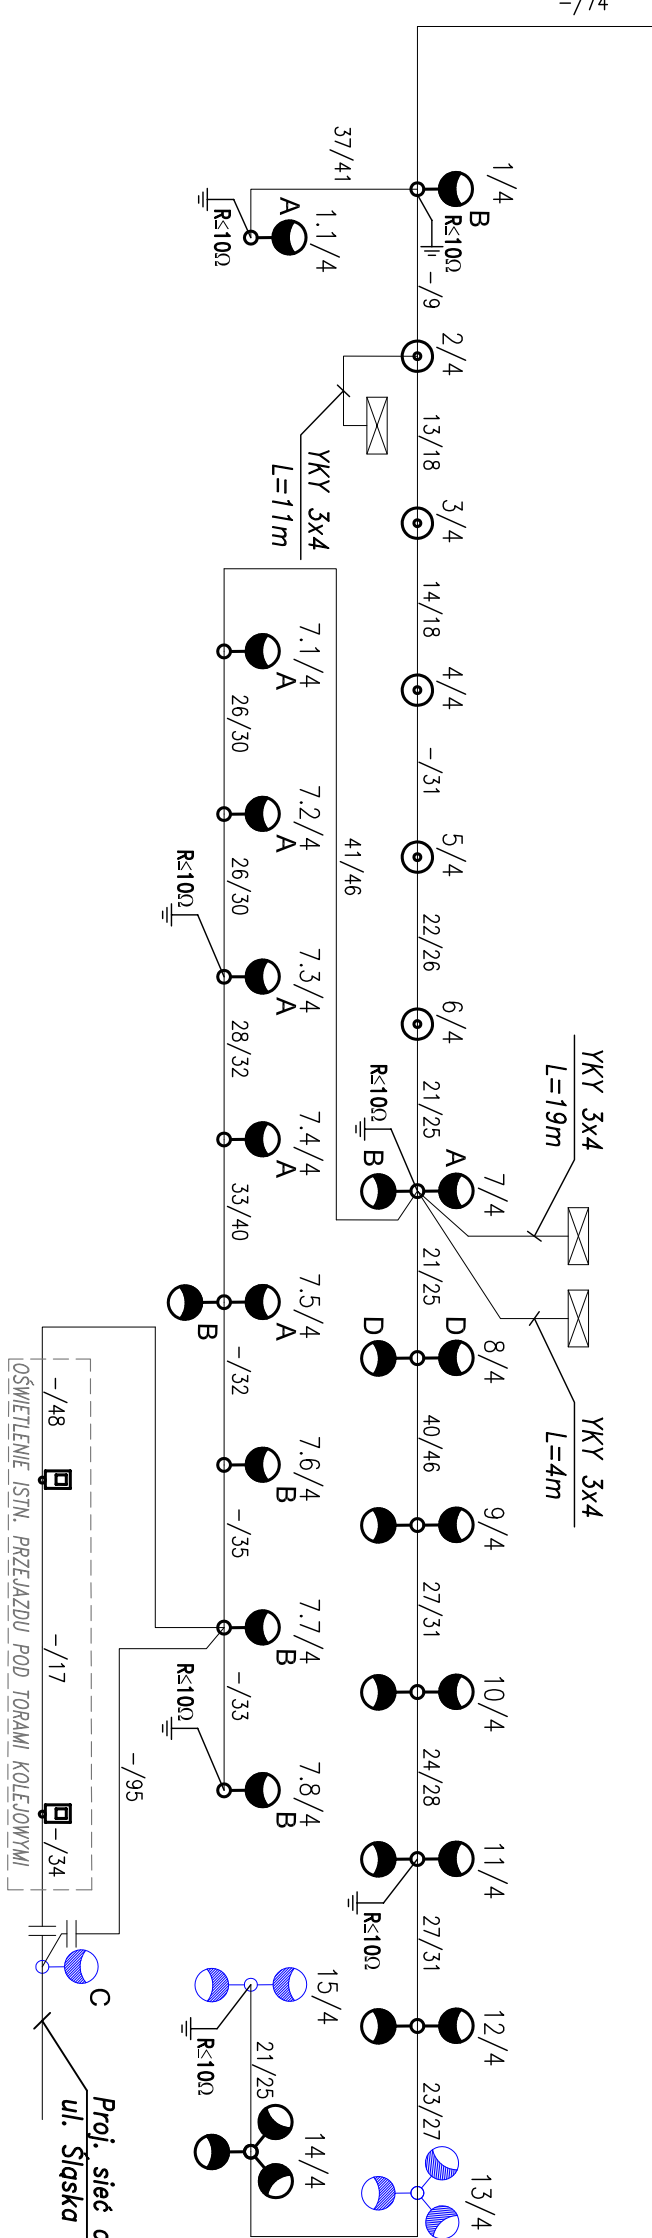 -/74
1/4
B
R≤10Ω
37/41
A
1.1/4
R≤10Ω
-/9
2/4
YKY 3x4
L=11m
13/18
3/4
14/18
4/4
-/31
5/4
22/26
6/4
21/25
YKY 3x4
L=19m
R≤10Ω
7/4
A
B
41/46
YKY 3x4
L=4m
21/25
8/4
D
D
40/46
9/4
27/31
10/4
24/28
11/4
R≤10Ω
27/31
12/4
23/27
13/4
7.1/4
A
26/30
7.2/4
A
26/30
R≤10Ω
7.3/4
A
28/32
7.4/4
A
33/40
7.5/4
A
B
-/32
7.6/4
B
-/35
7.7/4
B
-/33
R≤10Ω
7.8/4
B
-/95
-/48
-/17
-/34
OŚWIETLENIE ISTN. PRZEJAZDU POD TORAMI KOLEJOWYMI
C
15/4
R≤10Ω
21/25
14/4
Proj. sieć
ul. Śląska